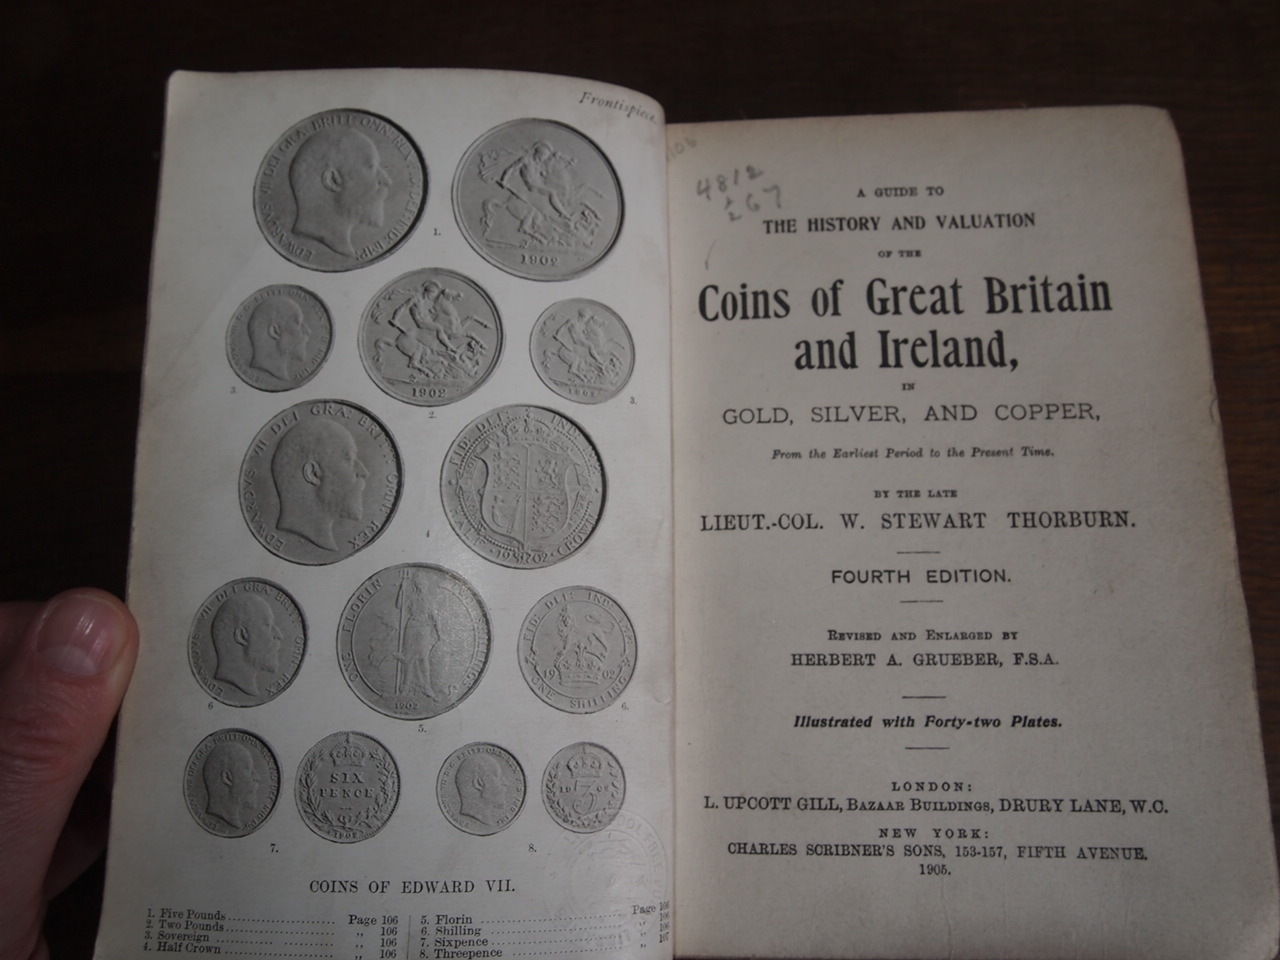 Frontispiece.
EDWARDVS VII DEI GRA: BRITT: OMN: REX FID: DEF: IND: IMP:
1.
1902
3.
1902
2.
1902
3.
EDWARDVS VII DEI GRA: BRITT: OMN: REX
4
FID: DEF: IND: IMP:
HALF CROWN
1902
EDWARDVS VII DEI GRA: BRITT: OMN: REX
6
ONE FLORIN TWO SHILLINGS
1902
5.
FID: DEF: IND: IMP:
1902
ONE SHILLING
6.
SIX
PENCE
1902
7.
3
8.
COINS OF EDWARD VII.
1. Five Pounds Page 106
2. Two Pounds " 106
3. Sovereign " 106
4. Half Crown " 106
5. Florin Page 106
6. Shilling " 106
7. Sixpence " 106
8. Threepence " 107
4812
267
A GUIDE TO
THE HISTORY AND VALUATION
OF THE
Coins of Great Britain
and Ireland,
IN
GOLD, SILVER, AND COPPER,
From the Earliest Period to the Present Time.
BY THE LATE
LIEUT.-COL. W. STEWART THORBURN.
FOURTH EDITION.
REVISED AND ENLARGED BY
HERBERT A. GRUEBER, F.S.A.
Illustrated with Forty-two Plates.
LONDON:
L. UPCOTT GILL, BAZAAR BUILDINGS, DRURY LANE, W.C.
NEW YORK:
CHARLES SCRIBNER'S SONS, 153-157, FIFTH AVENUE.
1905.